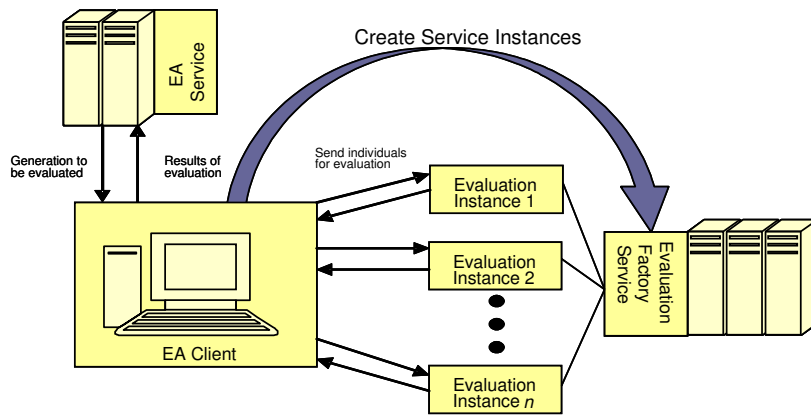 Create Service Instances
EA
Service
Generation to
be evaluated
Results of
evaluation
Send individuals
for evaluation
Evaluation
Instance 1
Evaluation
Instance 2
Evaluation
Instance n
Evaluation
Factory
Service
EA Client